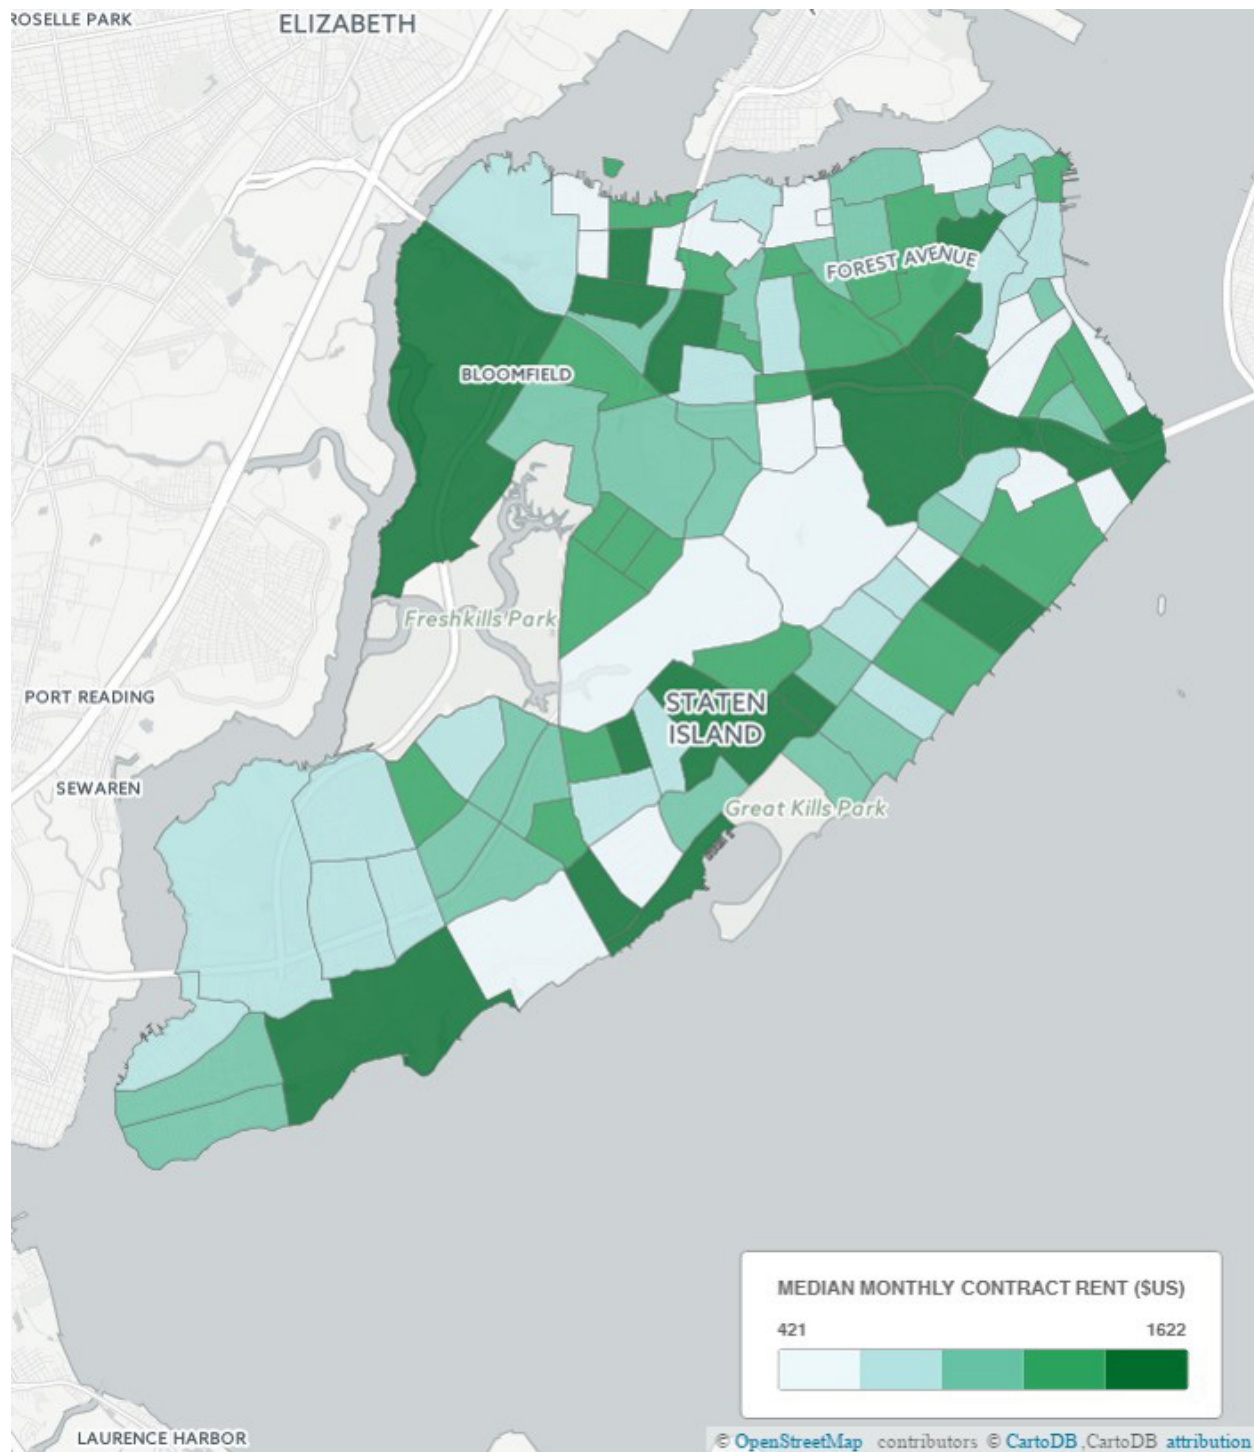 ROSELLE PARK
ELIZABETH
FOREST AVENUE
BLOOMFIELD
Freshkills Park
PORT READING
STATEN
ISLAND
SEWAREN
Great Kills Park
MEDIAN MONTHLY CONTRACT RENT ($US)
421 1622
LAURENCE HARBOR
© OpenStreetMap contributors © CartoDB ,CartoDB attribution